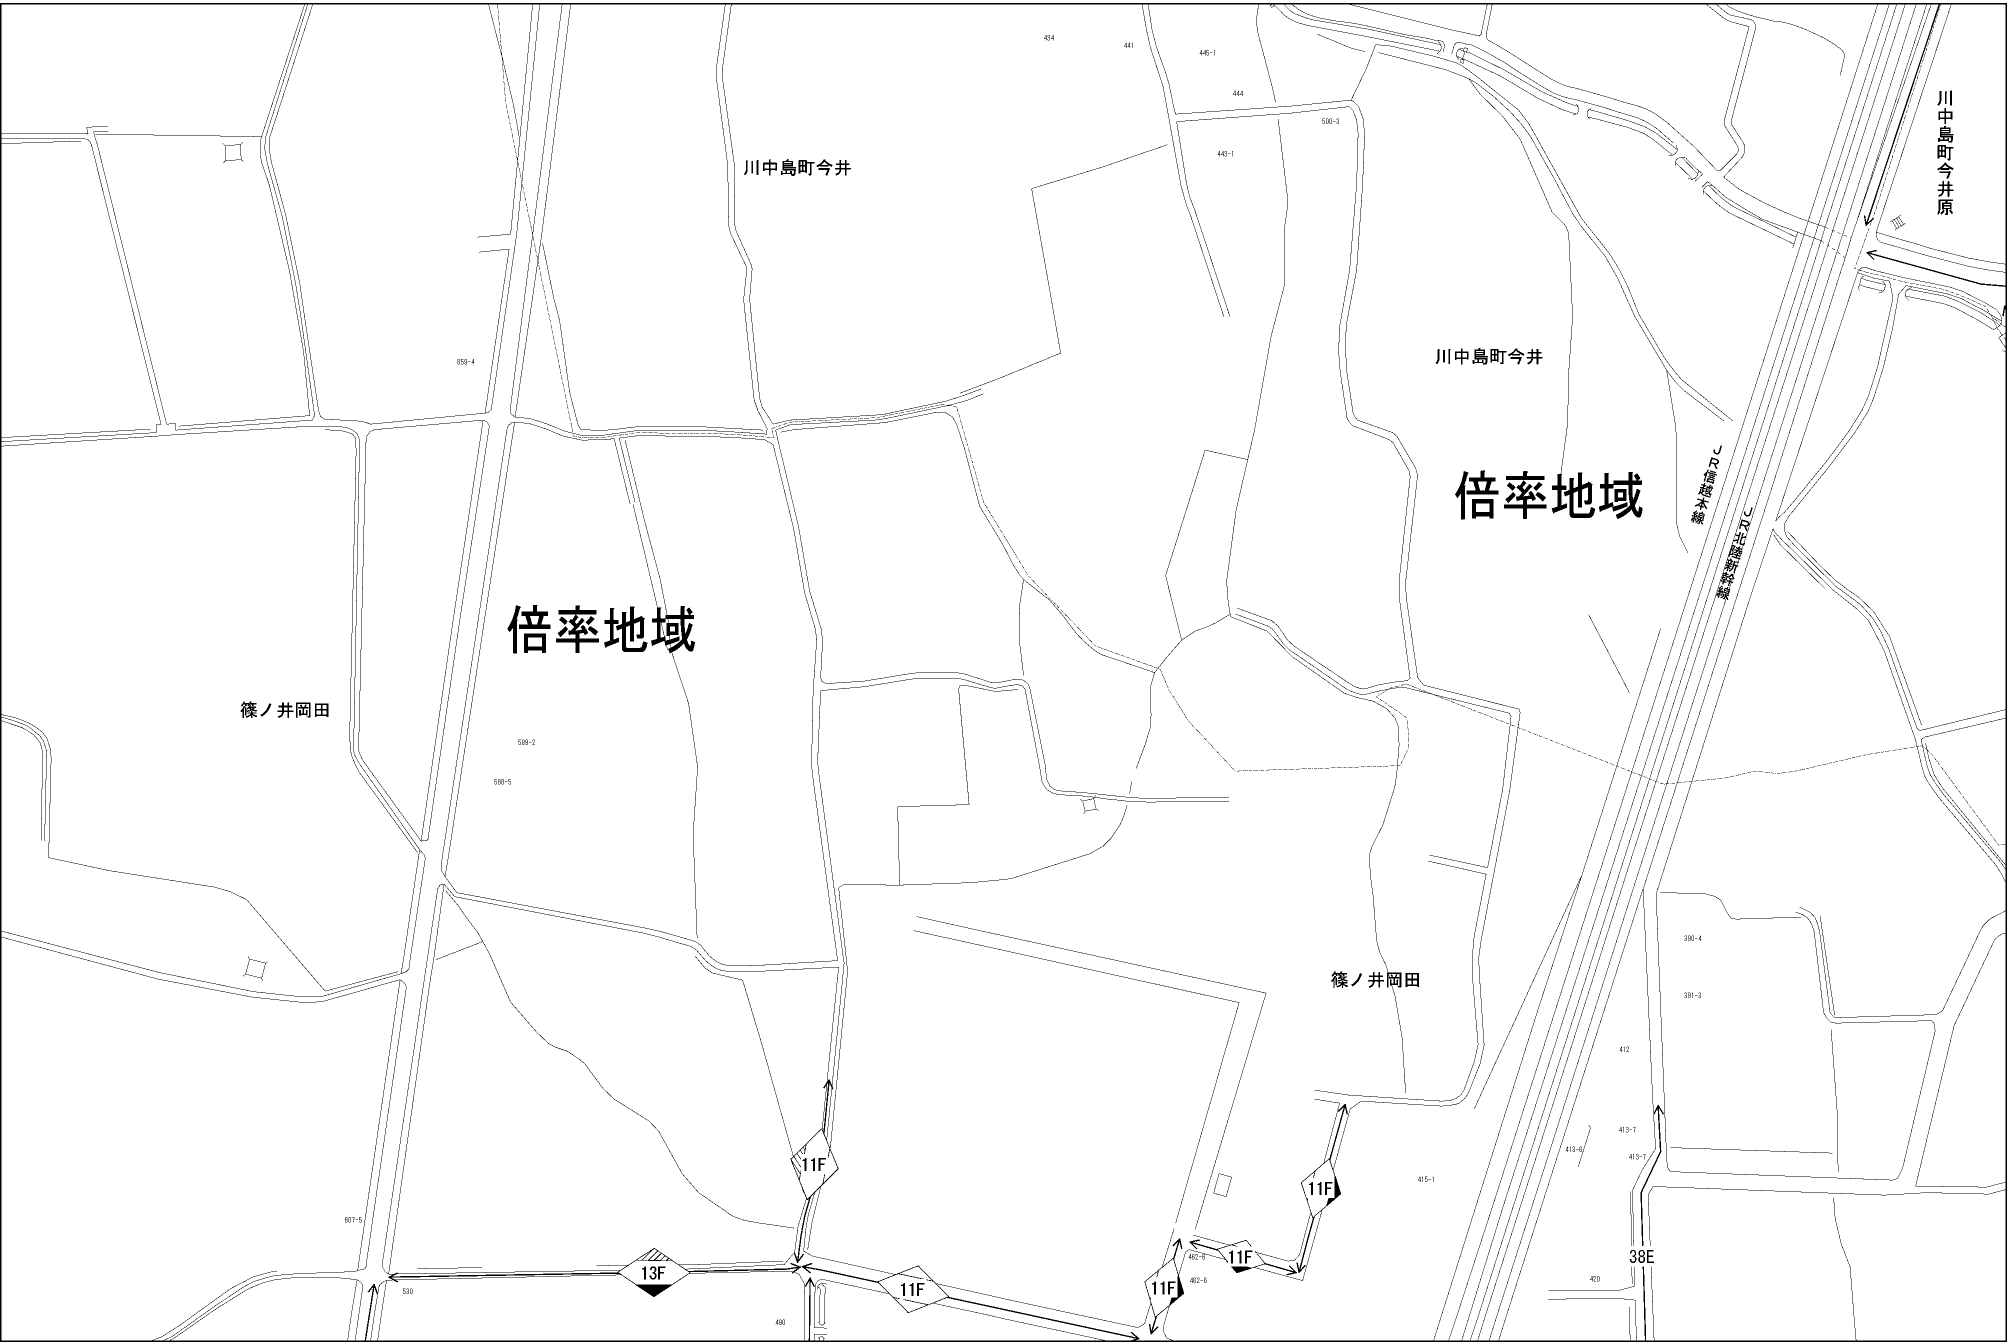 434
441
445-1
444
500-3
443-1
川中島町今井
川中島町今井原
859-4
川中島町今井
倍率地域
JR信越本線
JR北陸新幹線
倍率地域
篠ノ井岡田
589-2
588-5
390-4
篠ノ井岡田
391-3
412
413-7
413-6
413-7
11F
415-1
11F
607-5
462-6
11F
38E
13F
462-6
420
11F
11F
530
490